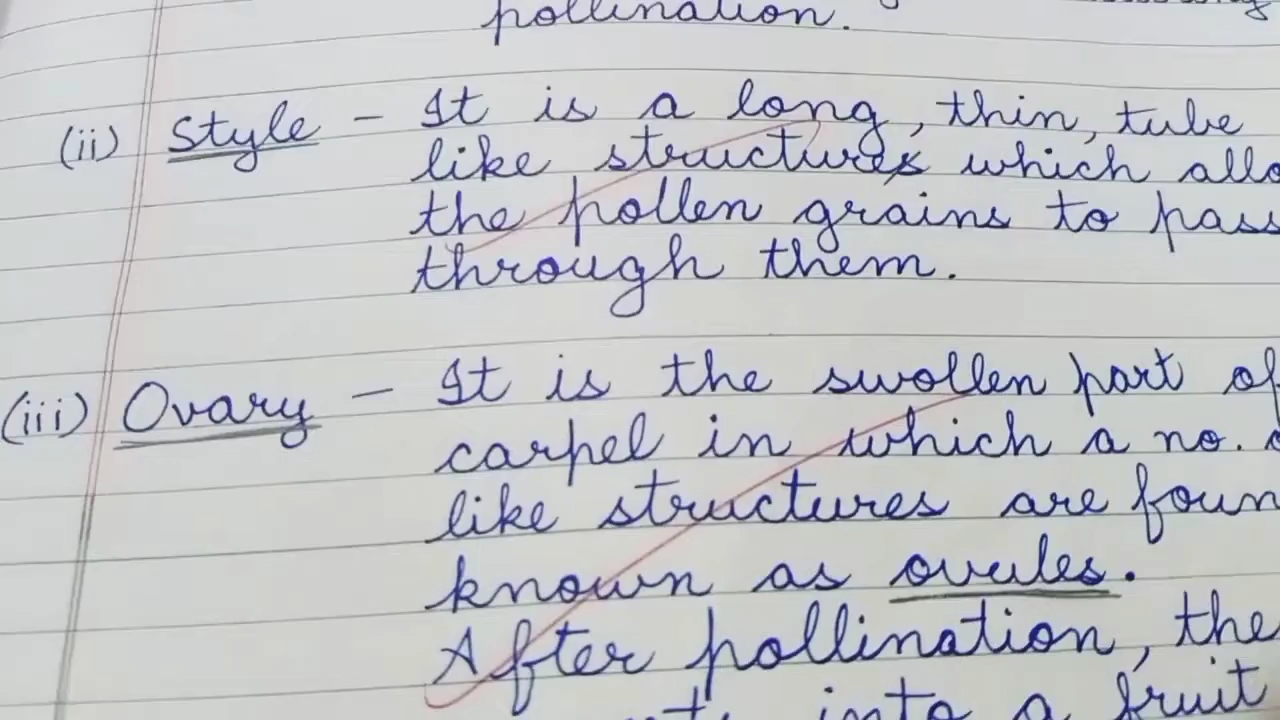 pollination.
(ii) Style - It is a long, thin, tube
like structure which allo
the pollen grains to pass
through them.
(iii) Ovary - It is the swollen part of
carpel in which a no.
like structures are foun
known as ovules.
After pollination, the
into a fruit